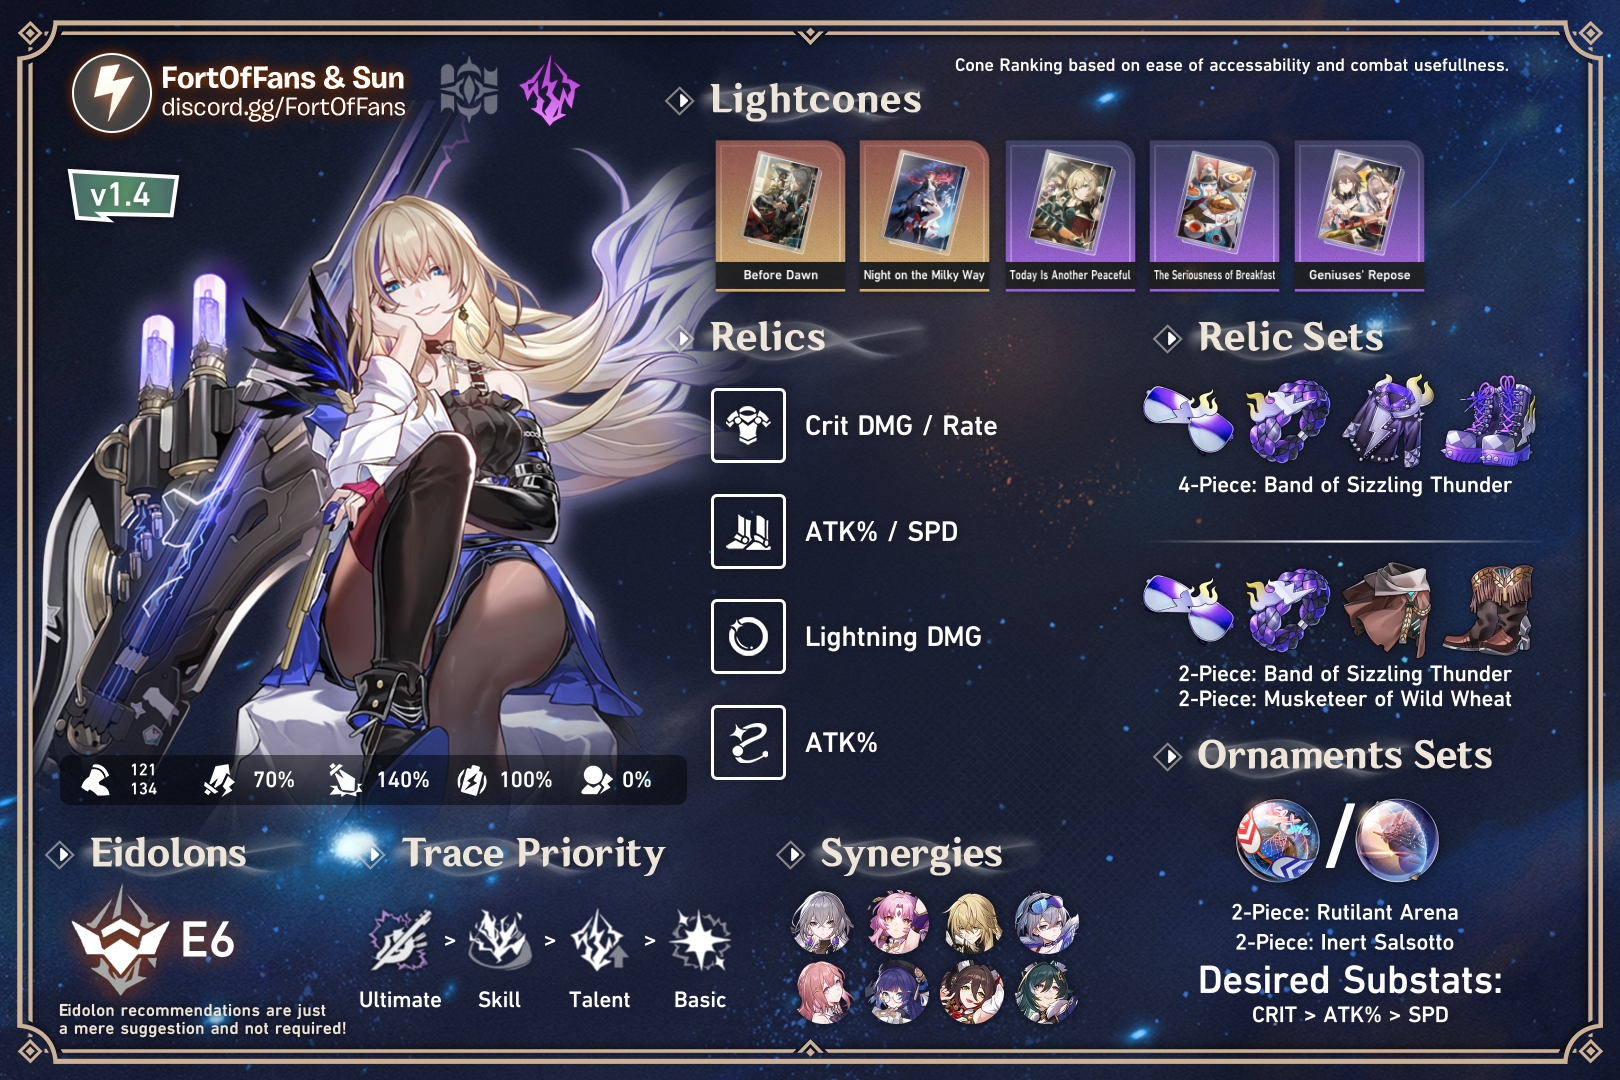 FortOfFans & Sun
discord.gg/FortOfFans
v1.4
Cone Ranking based on ease of accessability and combat usefullness.
Lightcones
Before Dawn
Night on the Milky Way
Today Is Another Peaceful
The Seriousness of Breakfast
Geniuses' Repose
Relics
Crit DMG / Rate
ATK% / SPD
Lightning DMG
ATK%
Relic Sets
4-Piece: Band of Sizzling Thunder
2-Piece: Band of Sizzling Thunder
2-Piece: Musketeer of Wild Wheat
Ornaments Sets
/
2-Piece: Rutilant Arena
2-Piece: Inert Salsotto
Desired Substats:
CRIT > ATK% > SPD
121
134
70%
140%
100%
0%
Eidolons
E6
Eidolon recommendations are just
a mere suggestion and not required!
Trace Priority
> > >
Ultimate Skill Talent Basic
Synergies